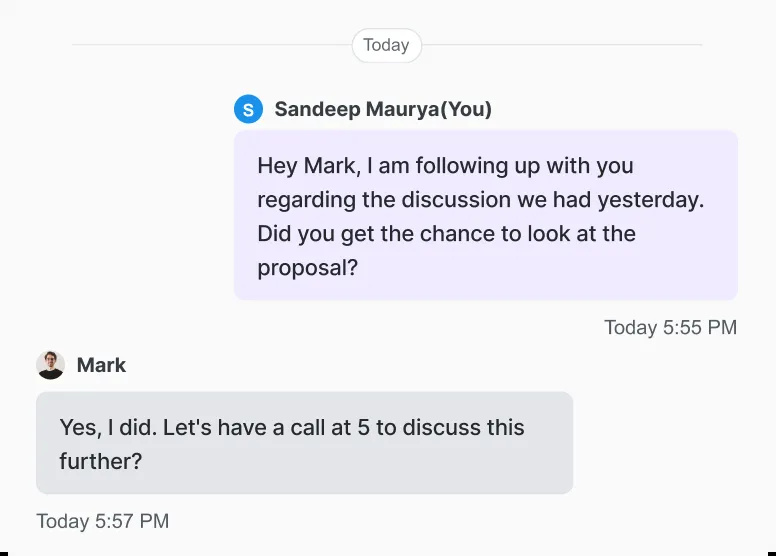 Today
S Sandeep Maurya(You)
Hey Mark, I am following up with you
regarding the discussion we had yesterday.
Did you get the chance to look at the
proposal?
Today 5:55 PM
Mark
Yes, I did. Let's have a call at 5 to discuss this
further?
Today 5:57 PM